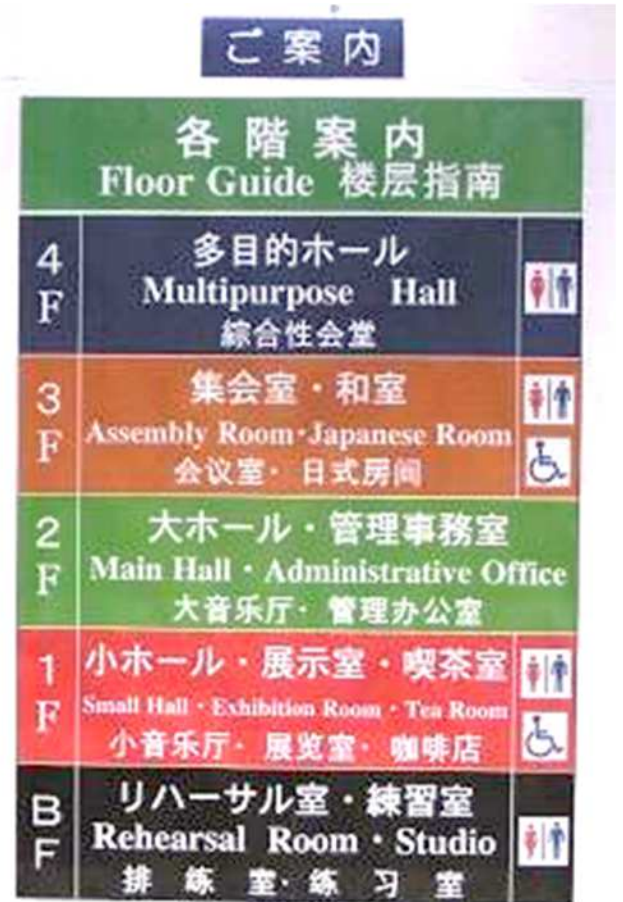 ご案内
各階案内
Floor Guide 楼层指南
4F
多目的ホール
Multipurpose Hall
綜合性会堂
3F
集会室・和室
Assembly Room・Japanese Room
会议室・日式房间
2F
大ホール・管理事務室
Main Hall・Administrative Office
大音乐厅・管理办公室
1F
小ホール・展示室・喫茶室
Small Hall・Exhibition Room・Tea Room
小音乐厅・展览室・咖啡店
BF
リハーサル室・練習室
Rehearsal Room・Studio
排练室・练习室